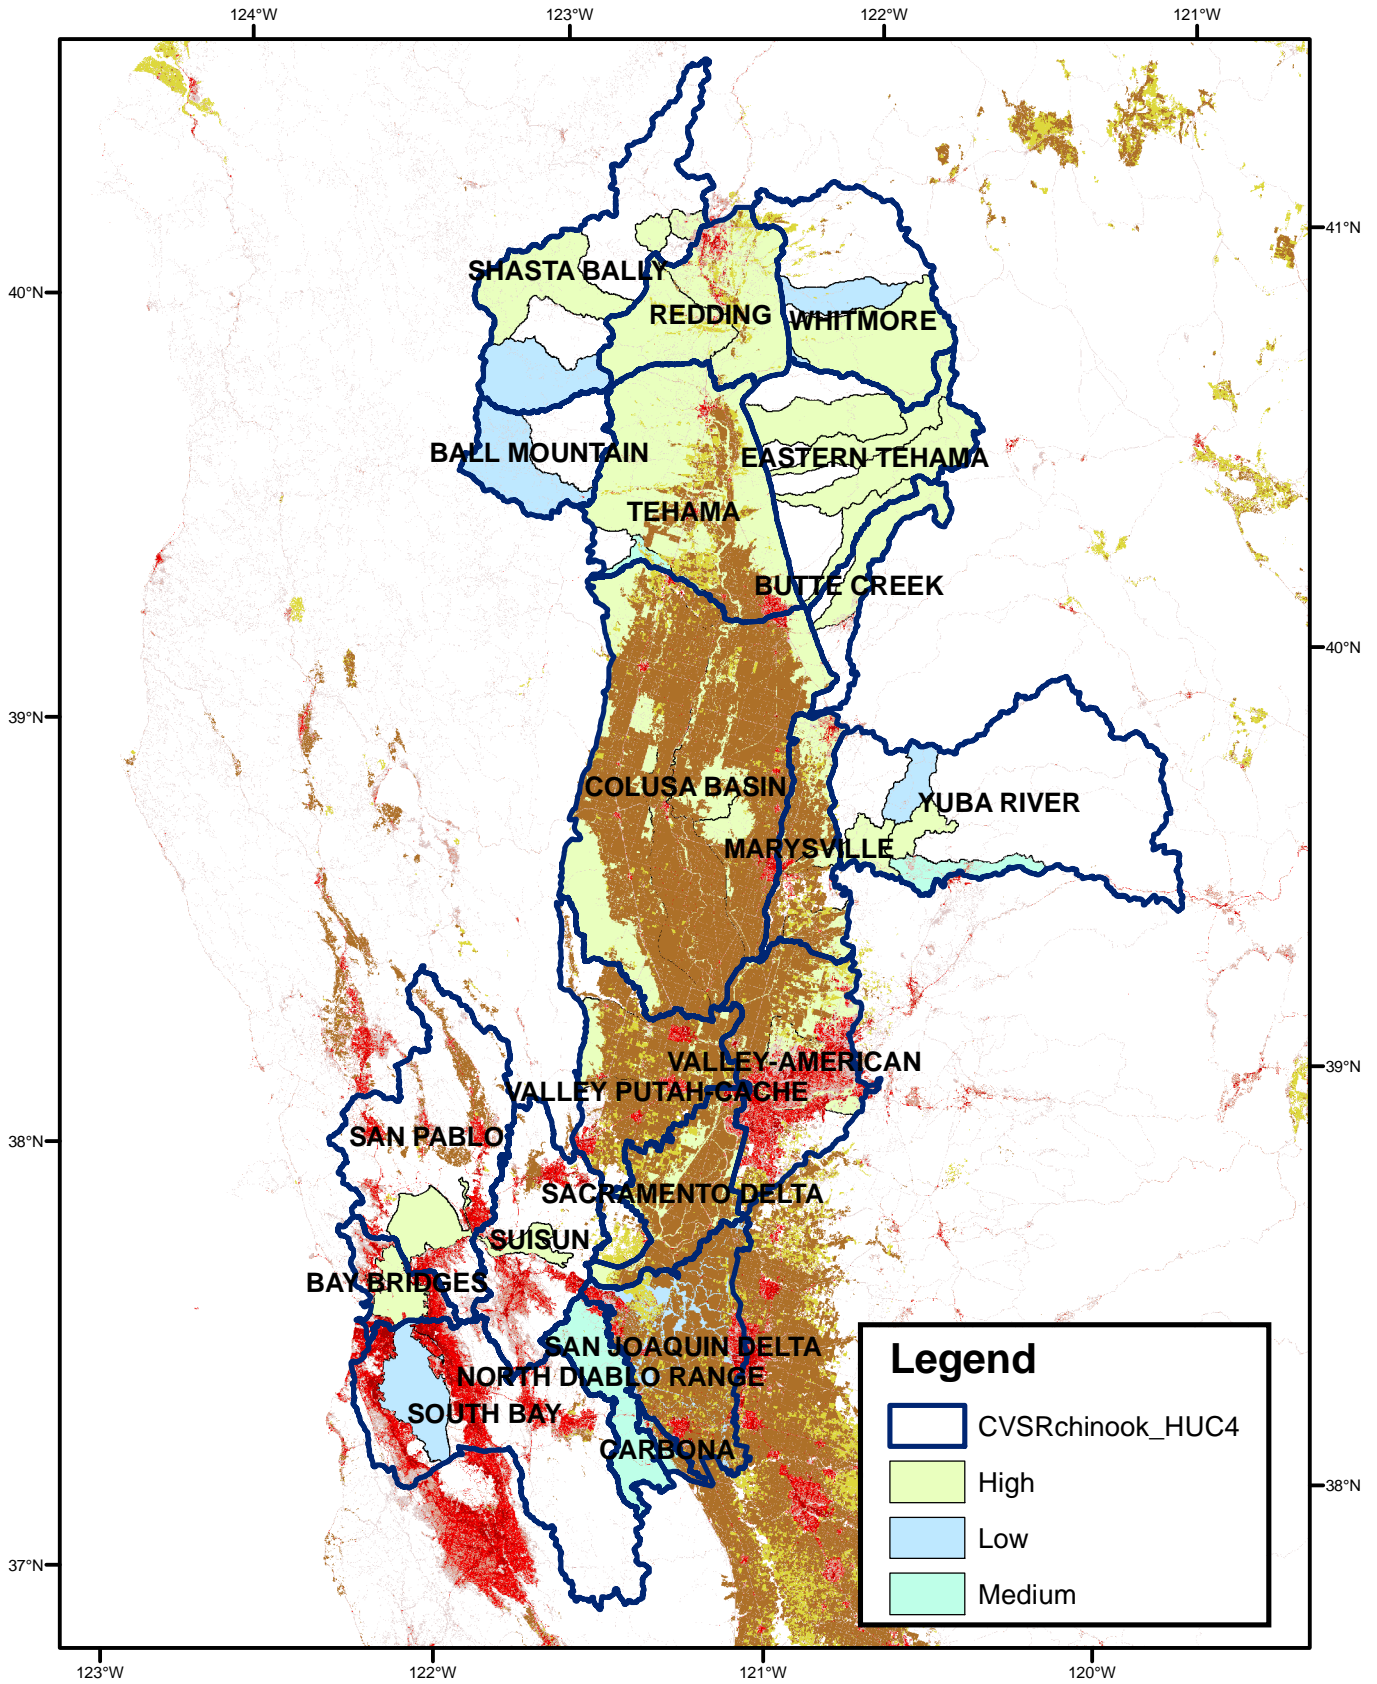 124°W 123°W 122°W 121°W
41°N
SHASTA BALLY
40°N
REDDING
WHITMORE
BALL MOUNTAIN
EASTERN TEHAMA
TEHAMA
BUTTE CREEK
40°N
39°N
COLUSA BASIN
YUBA RIVER
MARYSVILLE
VALLEY-AMERICAN
39°N
VALLEY PUTAH-CACHE
SAN PABLO
38°N
SACRAMENTO DELTA
SUISUN
BAY BRIDGES
SAN JOAQUIN DELTA
NORTH DIABLO RANGE
SOUTH BAY
CARBONA
38°N
37°N
Legend
CVSRchinook_HUC4
High
Low
Medium
123°W 122°W 121°W 120°W